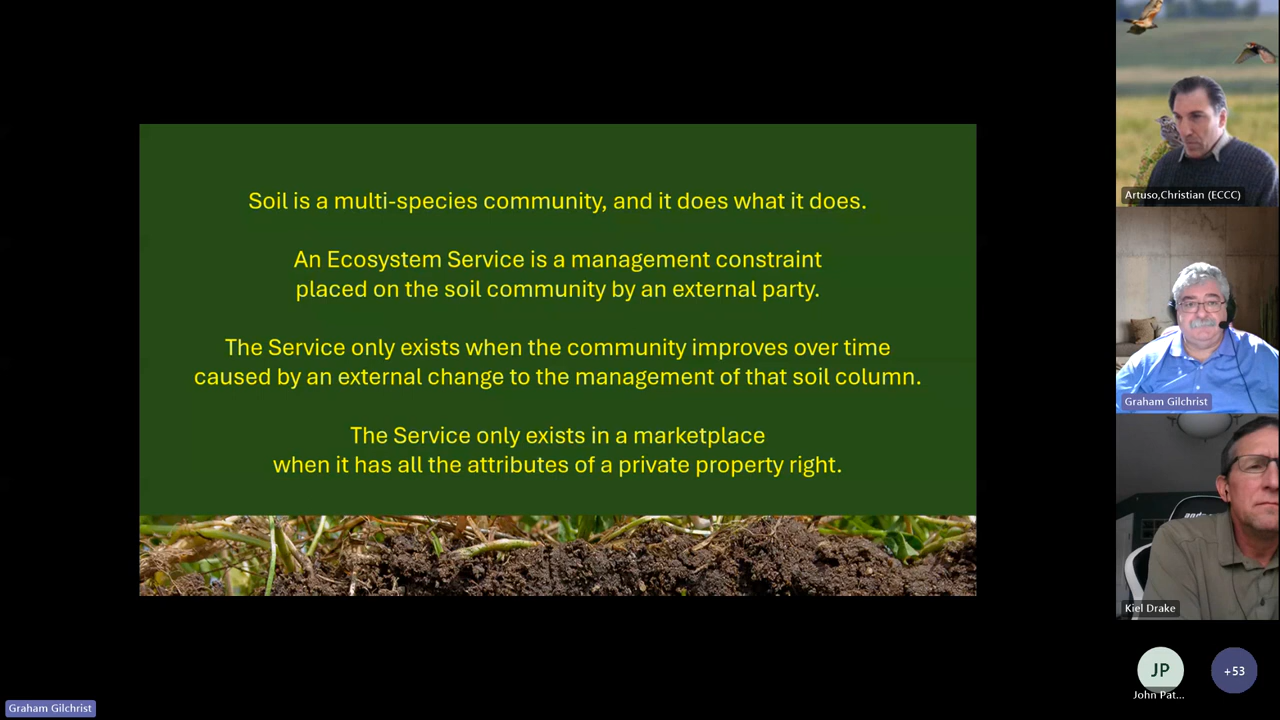 Soil is a multi-species community, and it does what it does.
An Ecosystem Service is a management constraint
placed on the soil community by an external party.
The Service only exists when the community improves over time
caused by an external change to the management of that soil column.
The Service only exists in a marketplace
when it has all the attributes of a private property right.
Artuso,Christian (ECCC)
Graham Gilchrist
Kiel Drake
JP
John Pat...
+53
Graham Gilchrist